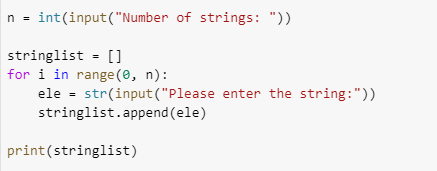 n = int(input("Number of strings: "))
stringlist = []
for i in range(0, n):
    ele = str(input("Please enter the string:"))
    stringlist.append(ele)
print(stringlist)